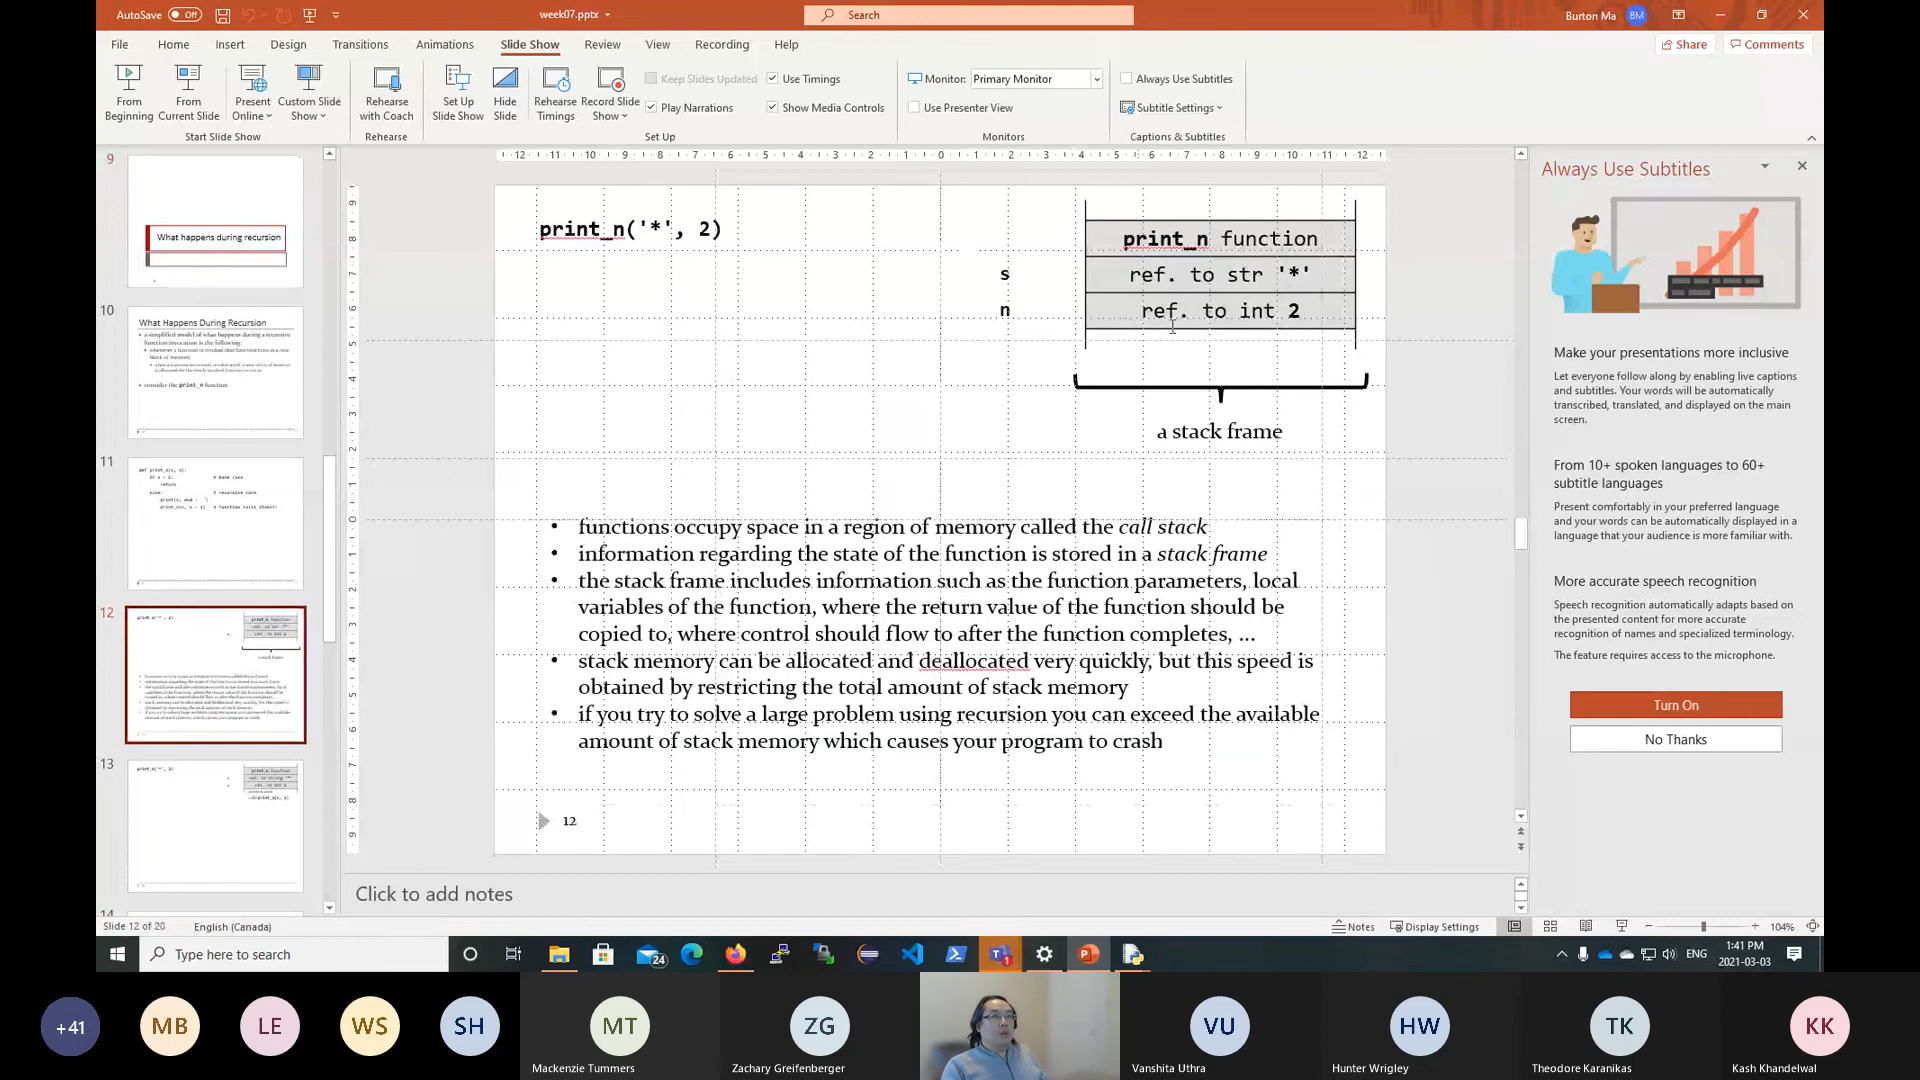 AutoSave Off
week07.pptx
Search
Burton Ma BM
File Home Insert Design Transitions Animations Slide Show Review View Recording Help
Share Comments
From Beginning
From Current Slide
Present Online
Custom Slide Show
Start Slide Show
Rehearse with Coach
Rehearse
Set Up Slide Show
Hide Slide
Rehearse Timings
Record Slide Show
Keep Slides Updated
Play Narrations
Use Timings
Show Media Controls
Set Up
Monitor: Primary Monitor
Use Presenter View
Monitors
Always Use Subtitles
Subtitle Settings
Captions & Subtitles
9
What happens during recursion
10
What Happens During Recursion
consider the print_n function
11
12
13
14
print_n('*', 2)
print_n function
s ref. to str '*'
n ref. to int 2
a stack frame
• functions occupy space in a region of memory called the call stack
• information regarding the state of the function is stored in a stack frame
• the stack frame includes information such as the function parameters, local
variables of the function, where the return value of the function should be
copied to, where control should flow to after the function completes, ...
• stack memory can be allocated and deallocated very quickly, but this speed is
obtained by restricting the total amount of stack memory
• if you try to solve a large problem using recursion you can exceed the available
amount of stack memory which causes your program to crash
12
Click to add notes
Always Use Subtitles
Make your presentations more inclusive
Let everyone follow along by enabling live captions
and subtitles. Your words will be automatically
transcribed, translated, and displayed on the main
screen.
From 10+ spoken languages to 60+
subtitle languages
Present comfortably in your preferred language
and your words can be automatically displayed in a
language that your audience is more familiar with.
More accurate speech recognition
Speech recognition automatically adapts based on
the presented content for more accurate
recognition of names and specialized terminology.
The feature requires access to the microphone.
Turn On
No Thanks
Slide 12 of 20 English (Canada)
Notes Display Settings 104%
Type here to search
24
1
ENG
1:41 PM
2021-03-03
+41 MB LE WS SH MT ZG VU HW TK KK
Mackenzie Tummers
Zachary Greifenberger
Vanshita Uthra
Hunter Wrigley
Theodore Karanikas
Kash Khandelwal